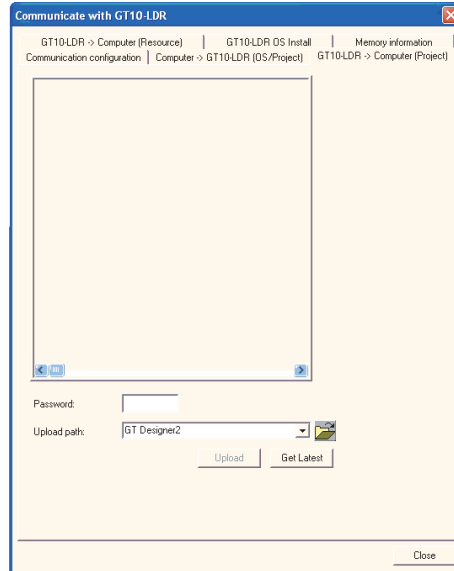 Communicate with GT10-LDR
GT10-LDR -> Computer (Resource) GT10-LDR OS Install Memory information
Communication configuration Computer -> GT10-LDR (OS/Project) GT10-LDR -> Computer (Project)
Password:
Upload path: GT Designer2
Upload Get Latest
Close